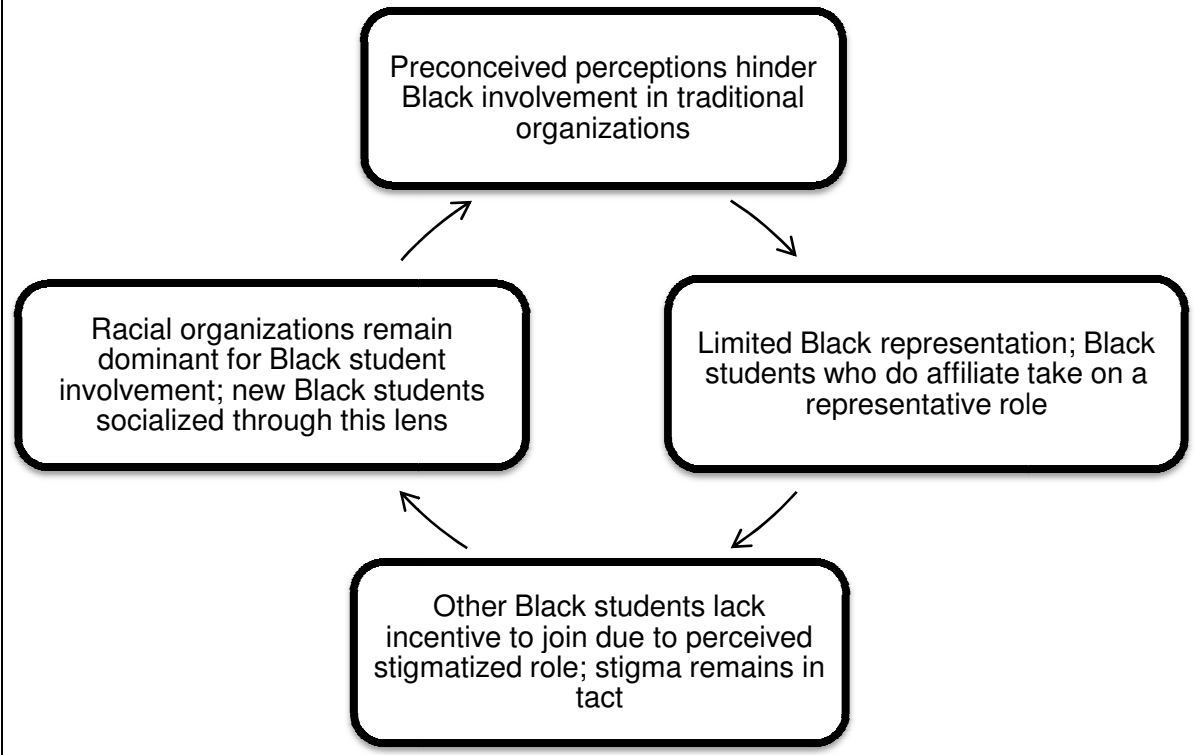 Preconceived perceptions hinder
Black involvement in traditional
organizations
Limited Black representation; Black
students who do affiliate take on a
representative role
Other Black students lack
incentive to join due to perceived
stigmatized role; stigma remains in
tact
Racial organizations remain
dominant for Black student
involvement; new Black students
socialized through this lens